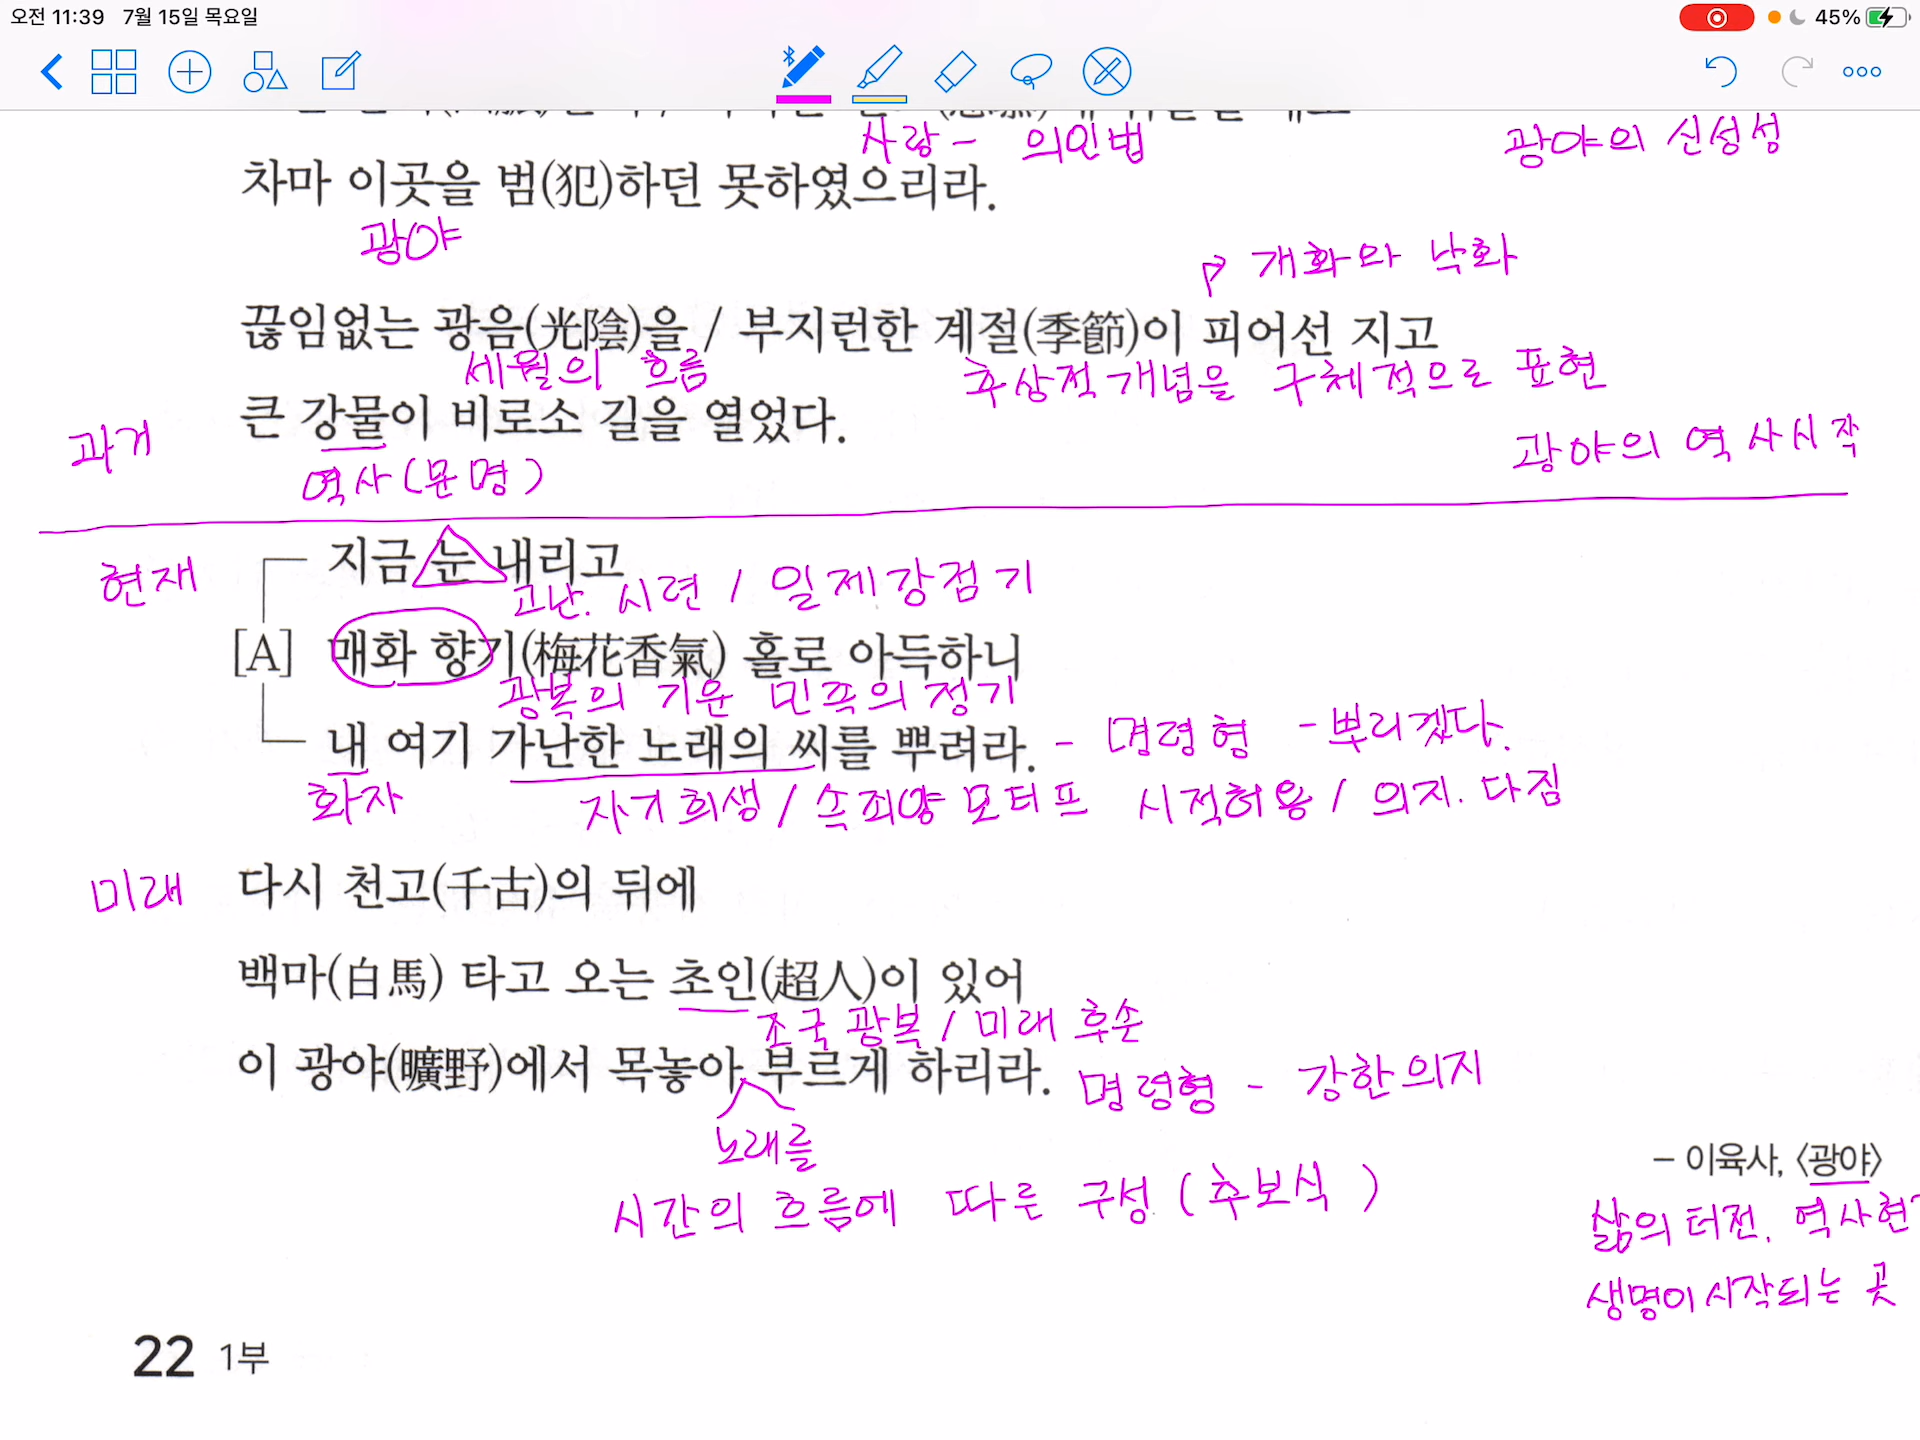 오전 11:39 7월 15일 목요일 45%
사랑 - 의인법 광야의 신성성
차마 이곳을 범(犯)하던 못하였으리라.
광야
개화와 낙화
끊임없는 광음(光陰)을 / 부지런한 계절(季節)이 피어선 지고
세월의 흐름 추상적 개념을 구체적으로 표현
큰 강물이 비로소 길을 열었다.
과거 광야의 역사시작
역사(문명)
현재 지금 눈 내리고
고난. 시련 / 일제강점기
[A] 매화 향기(梅花香氣) 홀로 아득하니
광복의 기운 민족의 정기
내 여기 가난한 노래의 씨를 뿌려라. - 명령형 - 뿌리겠다.
화자 자기희생 / 속죄양 모티프 시적허용 / 의지. 다짐
미래 다시 천고(千古)의 뒤에
백마(白馬) 타고 오는 초인(超人)이 있어
조국 광복 / 미래 후손
이 광야(曠野)에서 목놓아 부르게 하리라. 명령형 - 강한의지
노래를
- 이육사, 〈광야〉
시간의 흐름에 따른 구성 (추보식)
삶의 터전. 역사현
생명이 시작되는 곳
22 1부